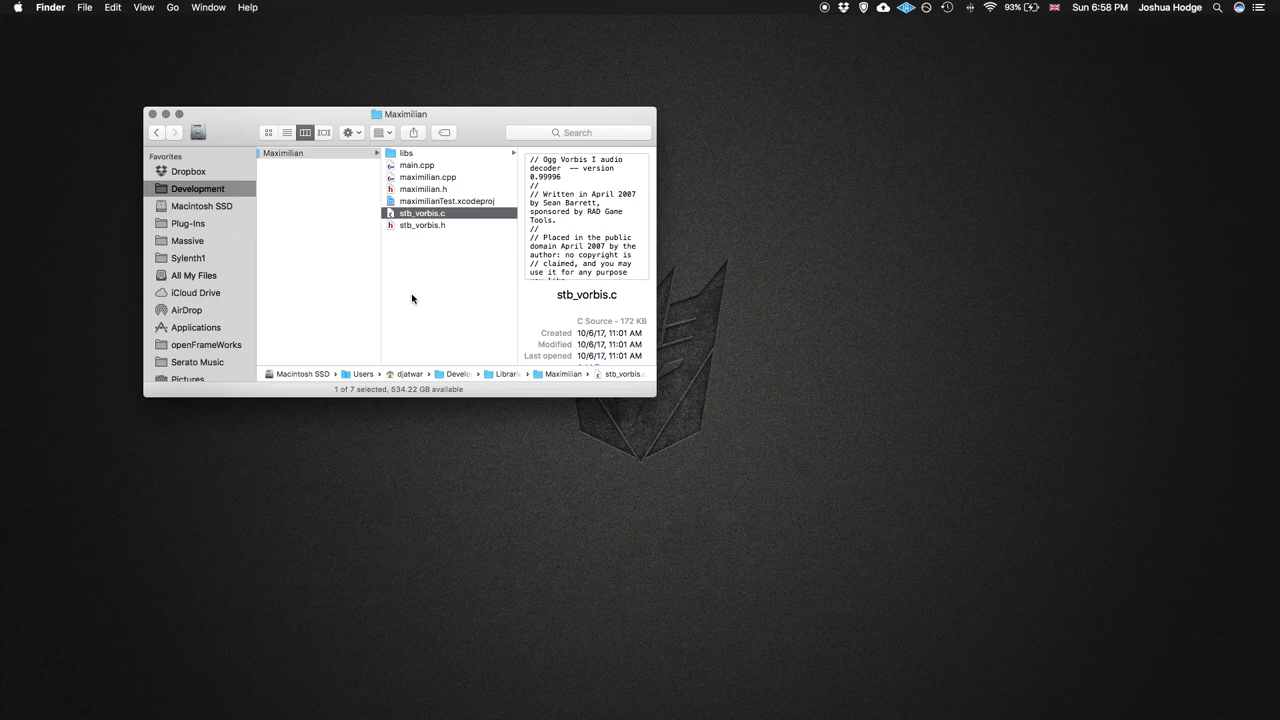 Finder File Edit View Go Window Help
93% Sun 6:58 PM Joshua Hodge
Maximilian
Search
Favorites
Dropbox
Development
Macintosh SSD
Plug-Ins
Massive
Sylenth1
All My Files
iCloud Drive
AirDrop
Applications
openFrameWorks
Serato Music
Pictures
Maximilian
libs
main.cpp
maximilian.cpp
maximilian.h
maximilianTest.xcodeproj
stb_vorbis.c
stb_vorbis.h
// Ogg Vorbis I audio
decoder -- version
0.99996
//
// Written in April 2007
by Sean Barrett,
sponsored by RAD Game
Tools.
//
// Placed in the public
domain April 2007 by the
author: no copyright is
// claimed, and you may
use it for any purpose
stb_vorbis.c
C Source - 172 KB
Created 10/6/17, 11:01 AM
Modified 10/6/17, 11:01 AM
Last opened 10/6/17, 11:01 AM
Macintosh SSD › Users › djatwar › Develo › Librari › Maximilian › stb_vorbis.
1 of 7 selected, 534.22 GB available